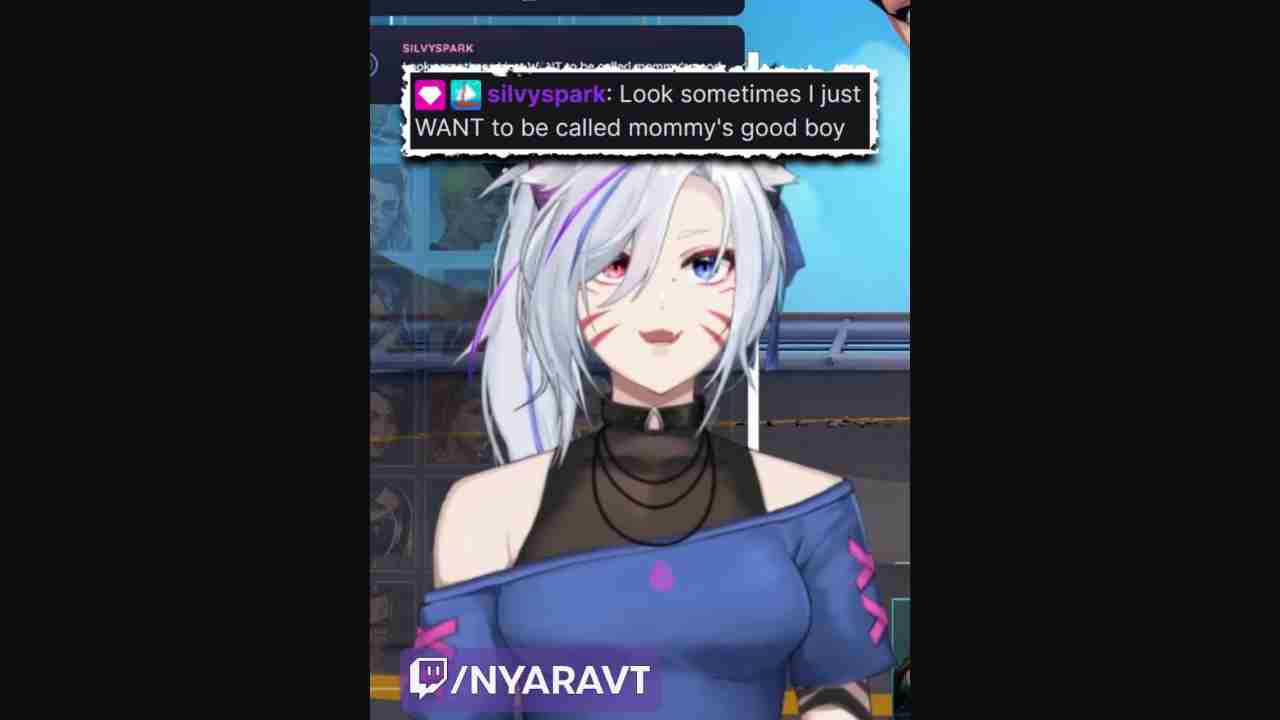 SILVYSPARK
silvyspark: Look sometimes I just
WANT to be called mommy's good boy
/NYARAVT